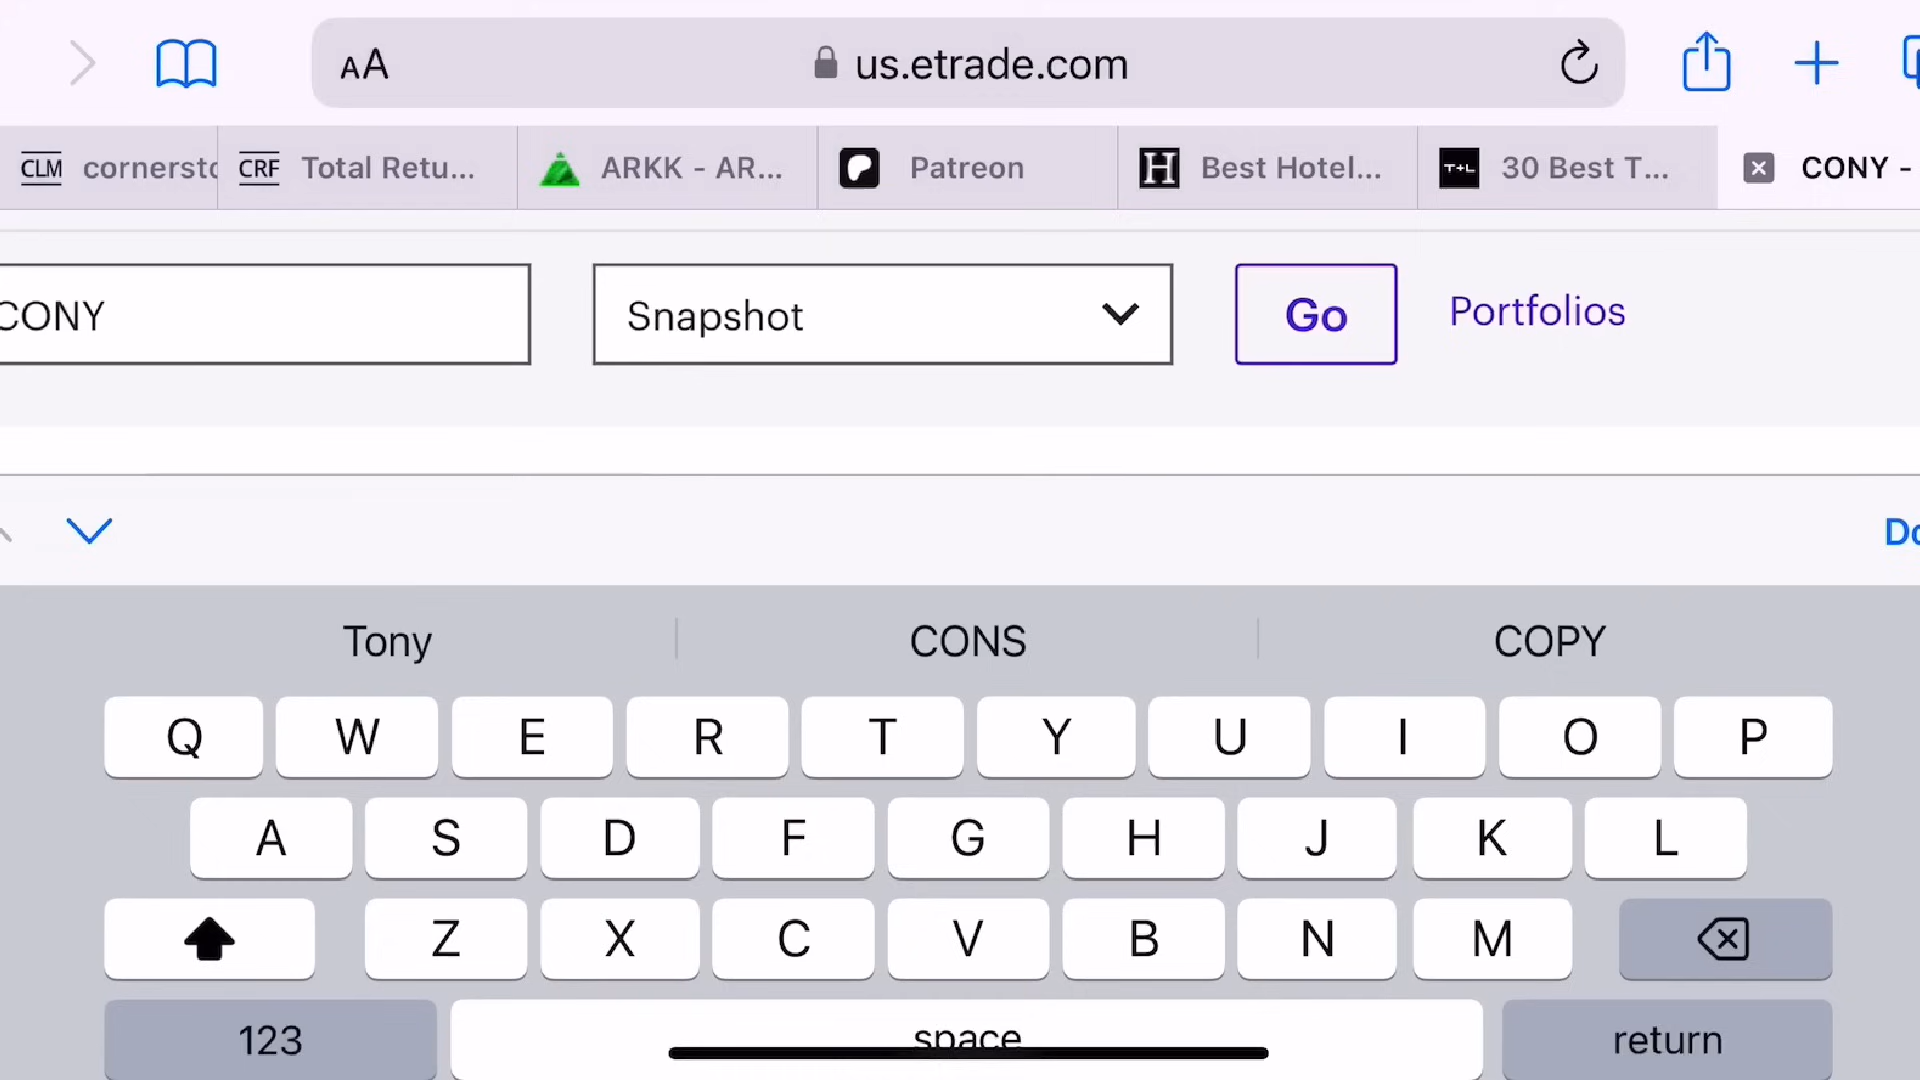 AA us.etrade.com
CLM cornersto CRF Total Retu... ARKK - AR... Patreon H Best Hotel... T+L 30 Best T... CONY -
CONY Snapshot Go Portfolios
Do
Tony CONS COPY
Q W E R T Y U I O P
A S D F G H J K L
Z X C V B N M
123 space return